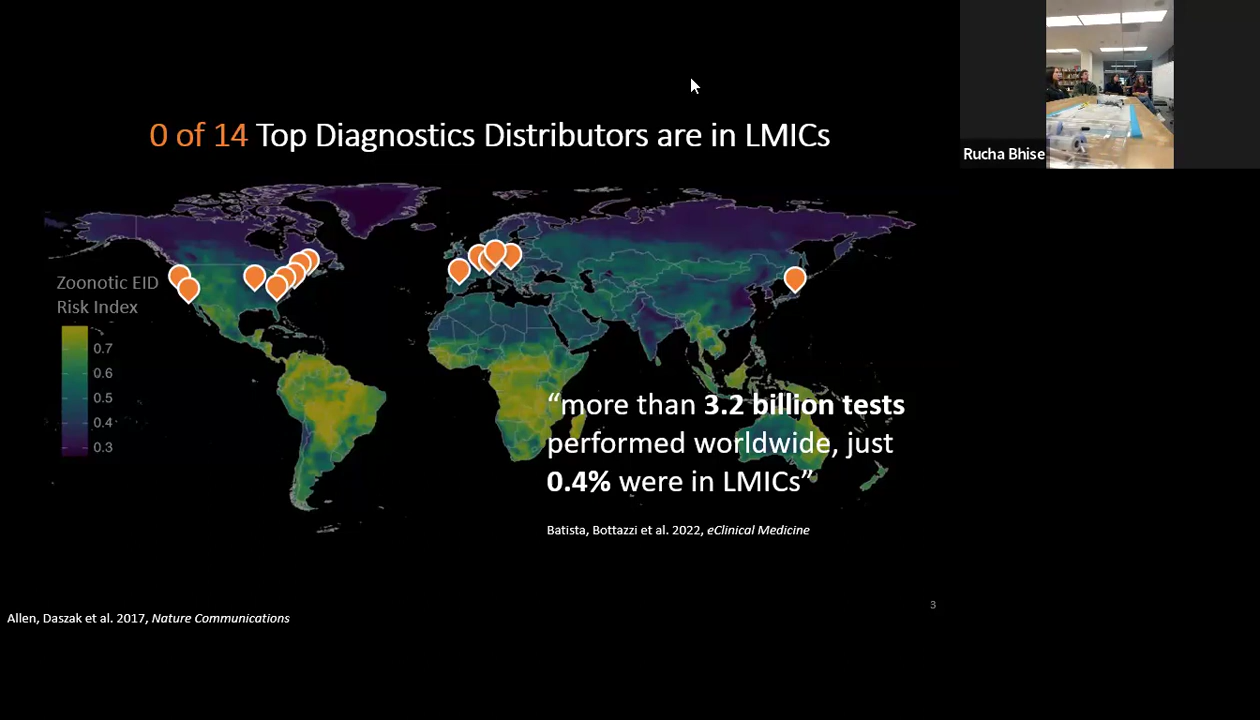 0 of 14 Top Diagnostics Distributors are in LMICs
Rucha Bhise
Zoonotic EID
Risk Index
0.7
0.6
0.5
0.4
0.3
“more than 3.2 billion tests
performed worldwide, just
0.4% were in LMICs”
Batista, Bottazzi et al. 2022, eClinical Medicine
3
Allen, Daszak et al. 2017, Nature Communications